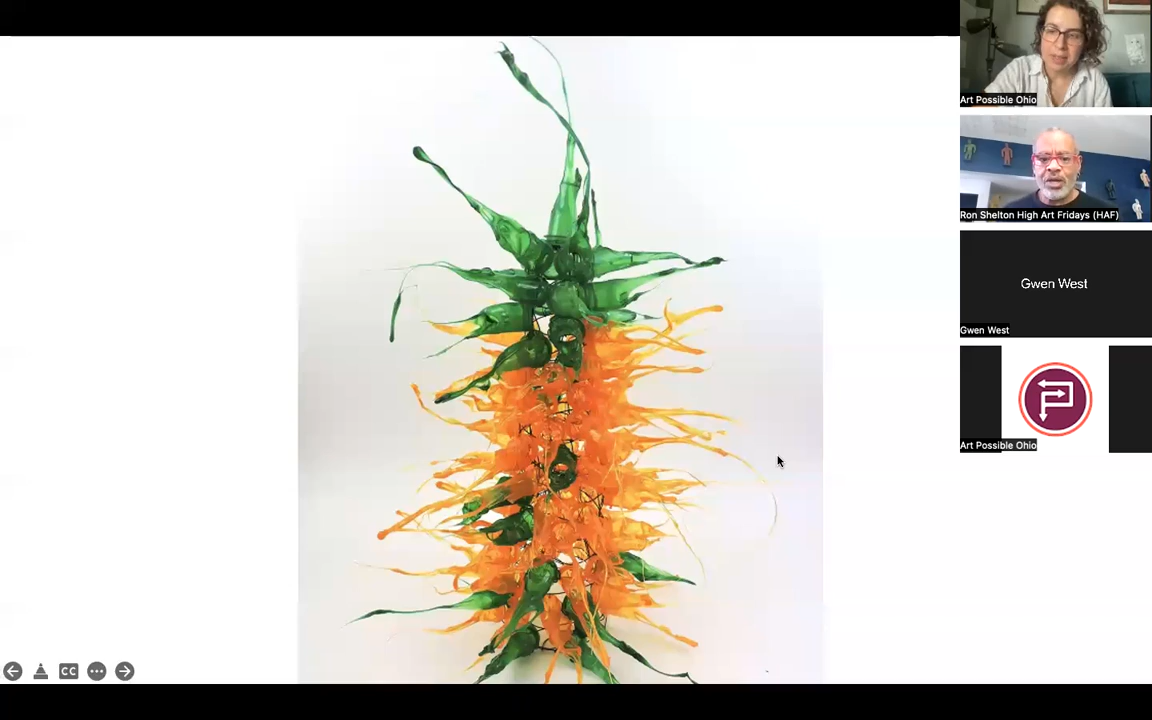 Art Possible Ohio
Ron Shelton High Art Fridays (HAF)
Gwen West
Gwen West
Art Possible Ohio
CC